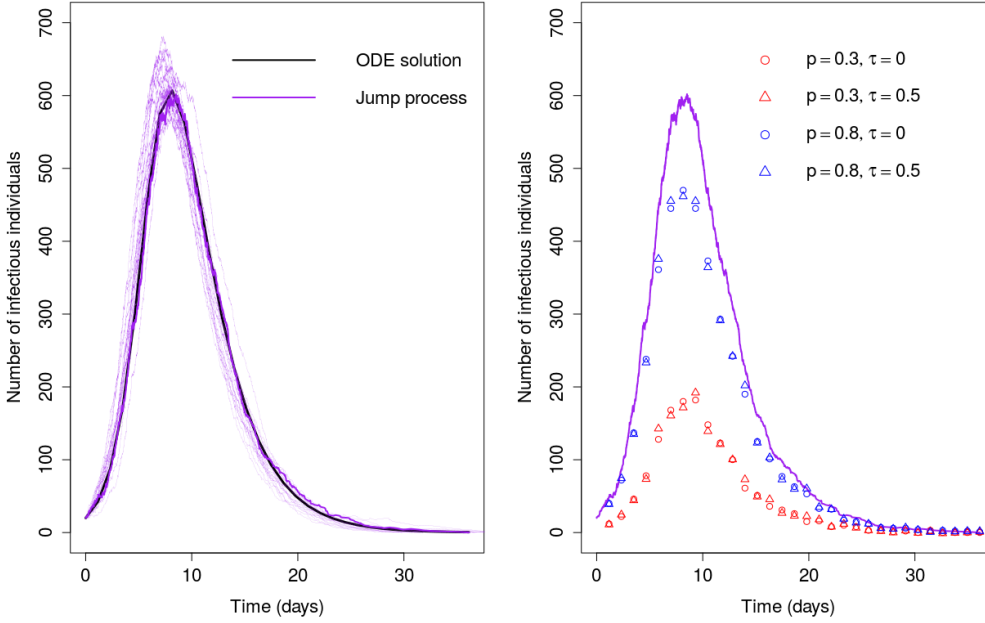 Number of infectious individuals
700
600
500
400
300
200
100
0
0
10
20
30
Time (days)
ODE solution
Jump process
Number of infectious individuals
700
600
500
400
300
200
100
0
0
10
20
30
Time (days)
p = 0.3, τ = 0
p = 0.3, τ = 0.5
p = 0.8, τ = 0
p = 0.8, τ = 0.5